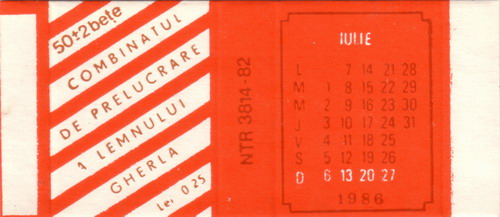 50±2bețe
COMBINATUL
DE PRELUCRARE
A LEMNULUI
GHERLA
Lei 0.25
NTR 3814-82
IULIE
L 7 14 21 28
M 1 8 15 22 29
M 2 9 16 23 30
J 3 10 17 24 31
V 4 11 18 25
S 5 12 19 26
D 6 13 20 27
1986